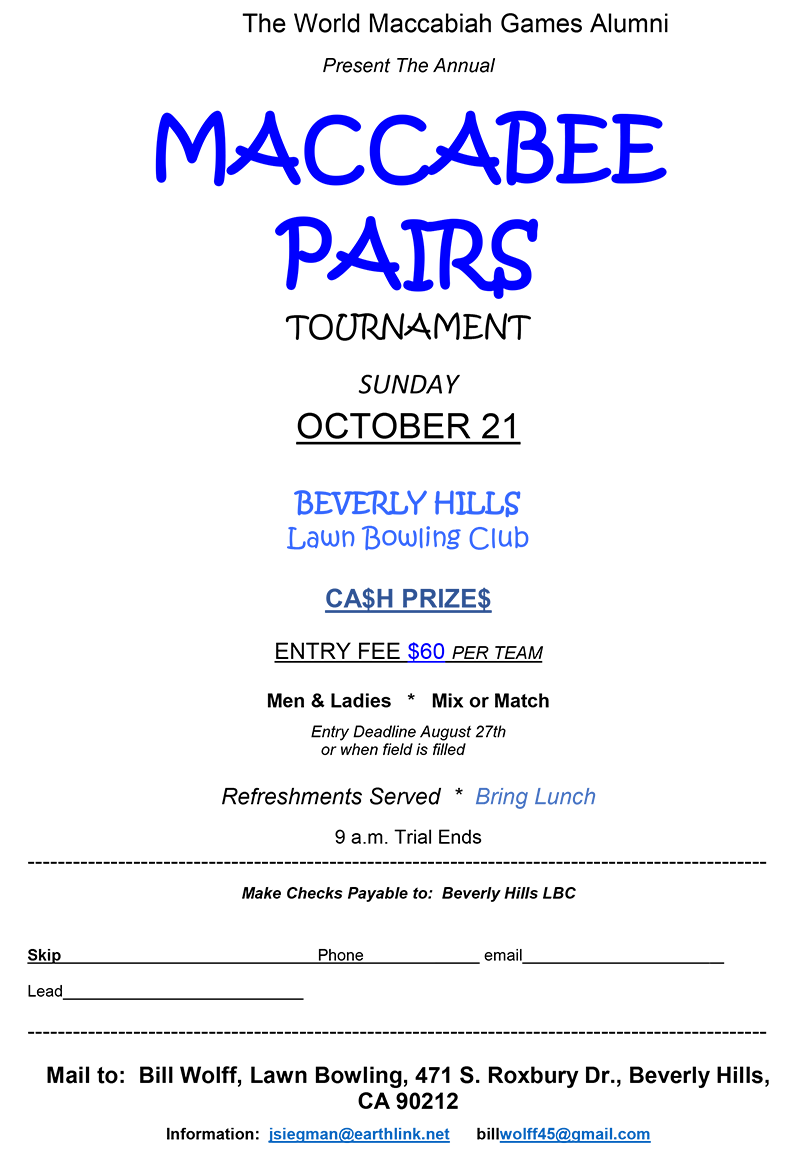 The World Maccabiah Games Alumni
Present The Annual
MACCABEE
PAIR$
TOURNAMENT
SUNDAY
OCTOBER 21
BEVERLY HILLS
Lawn Bowling Club
CA$H PRIZE$
ENTRY FEE $60 PER TEAM
Men & Ladies * Mix or Match
Entry Deadline August 27th
or when field is filled
Refreshments Served * Bring Lunch
9 a.m. Trial Ends
--------------------------------------------------------------------------------------------------
Make Checks Payable to: Beverly Hills LBC
Skip______________________________Phone_____________ email_______________________
Lead___________________________
--------------------------------------------------------------------------------------------------
Mail to: Bill Wolff, Lawn Bowling, 471 S. Roxbury Dr., Beverly Hills,
CA 90212
Information: jsiegman@earthlink.net billwolff45@gmail.com